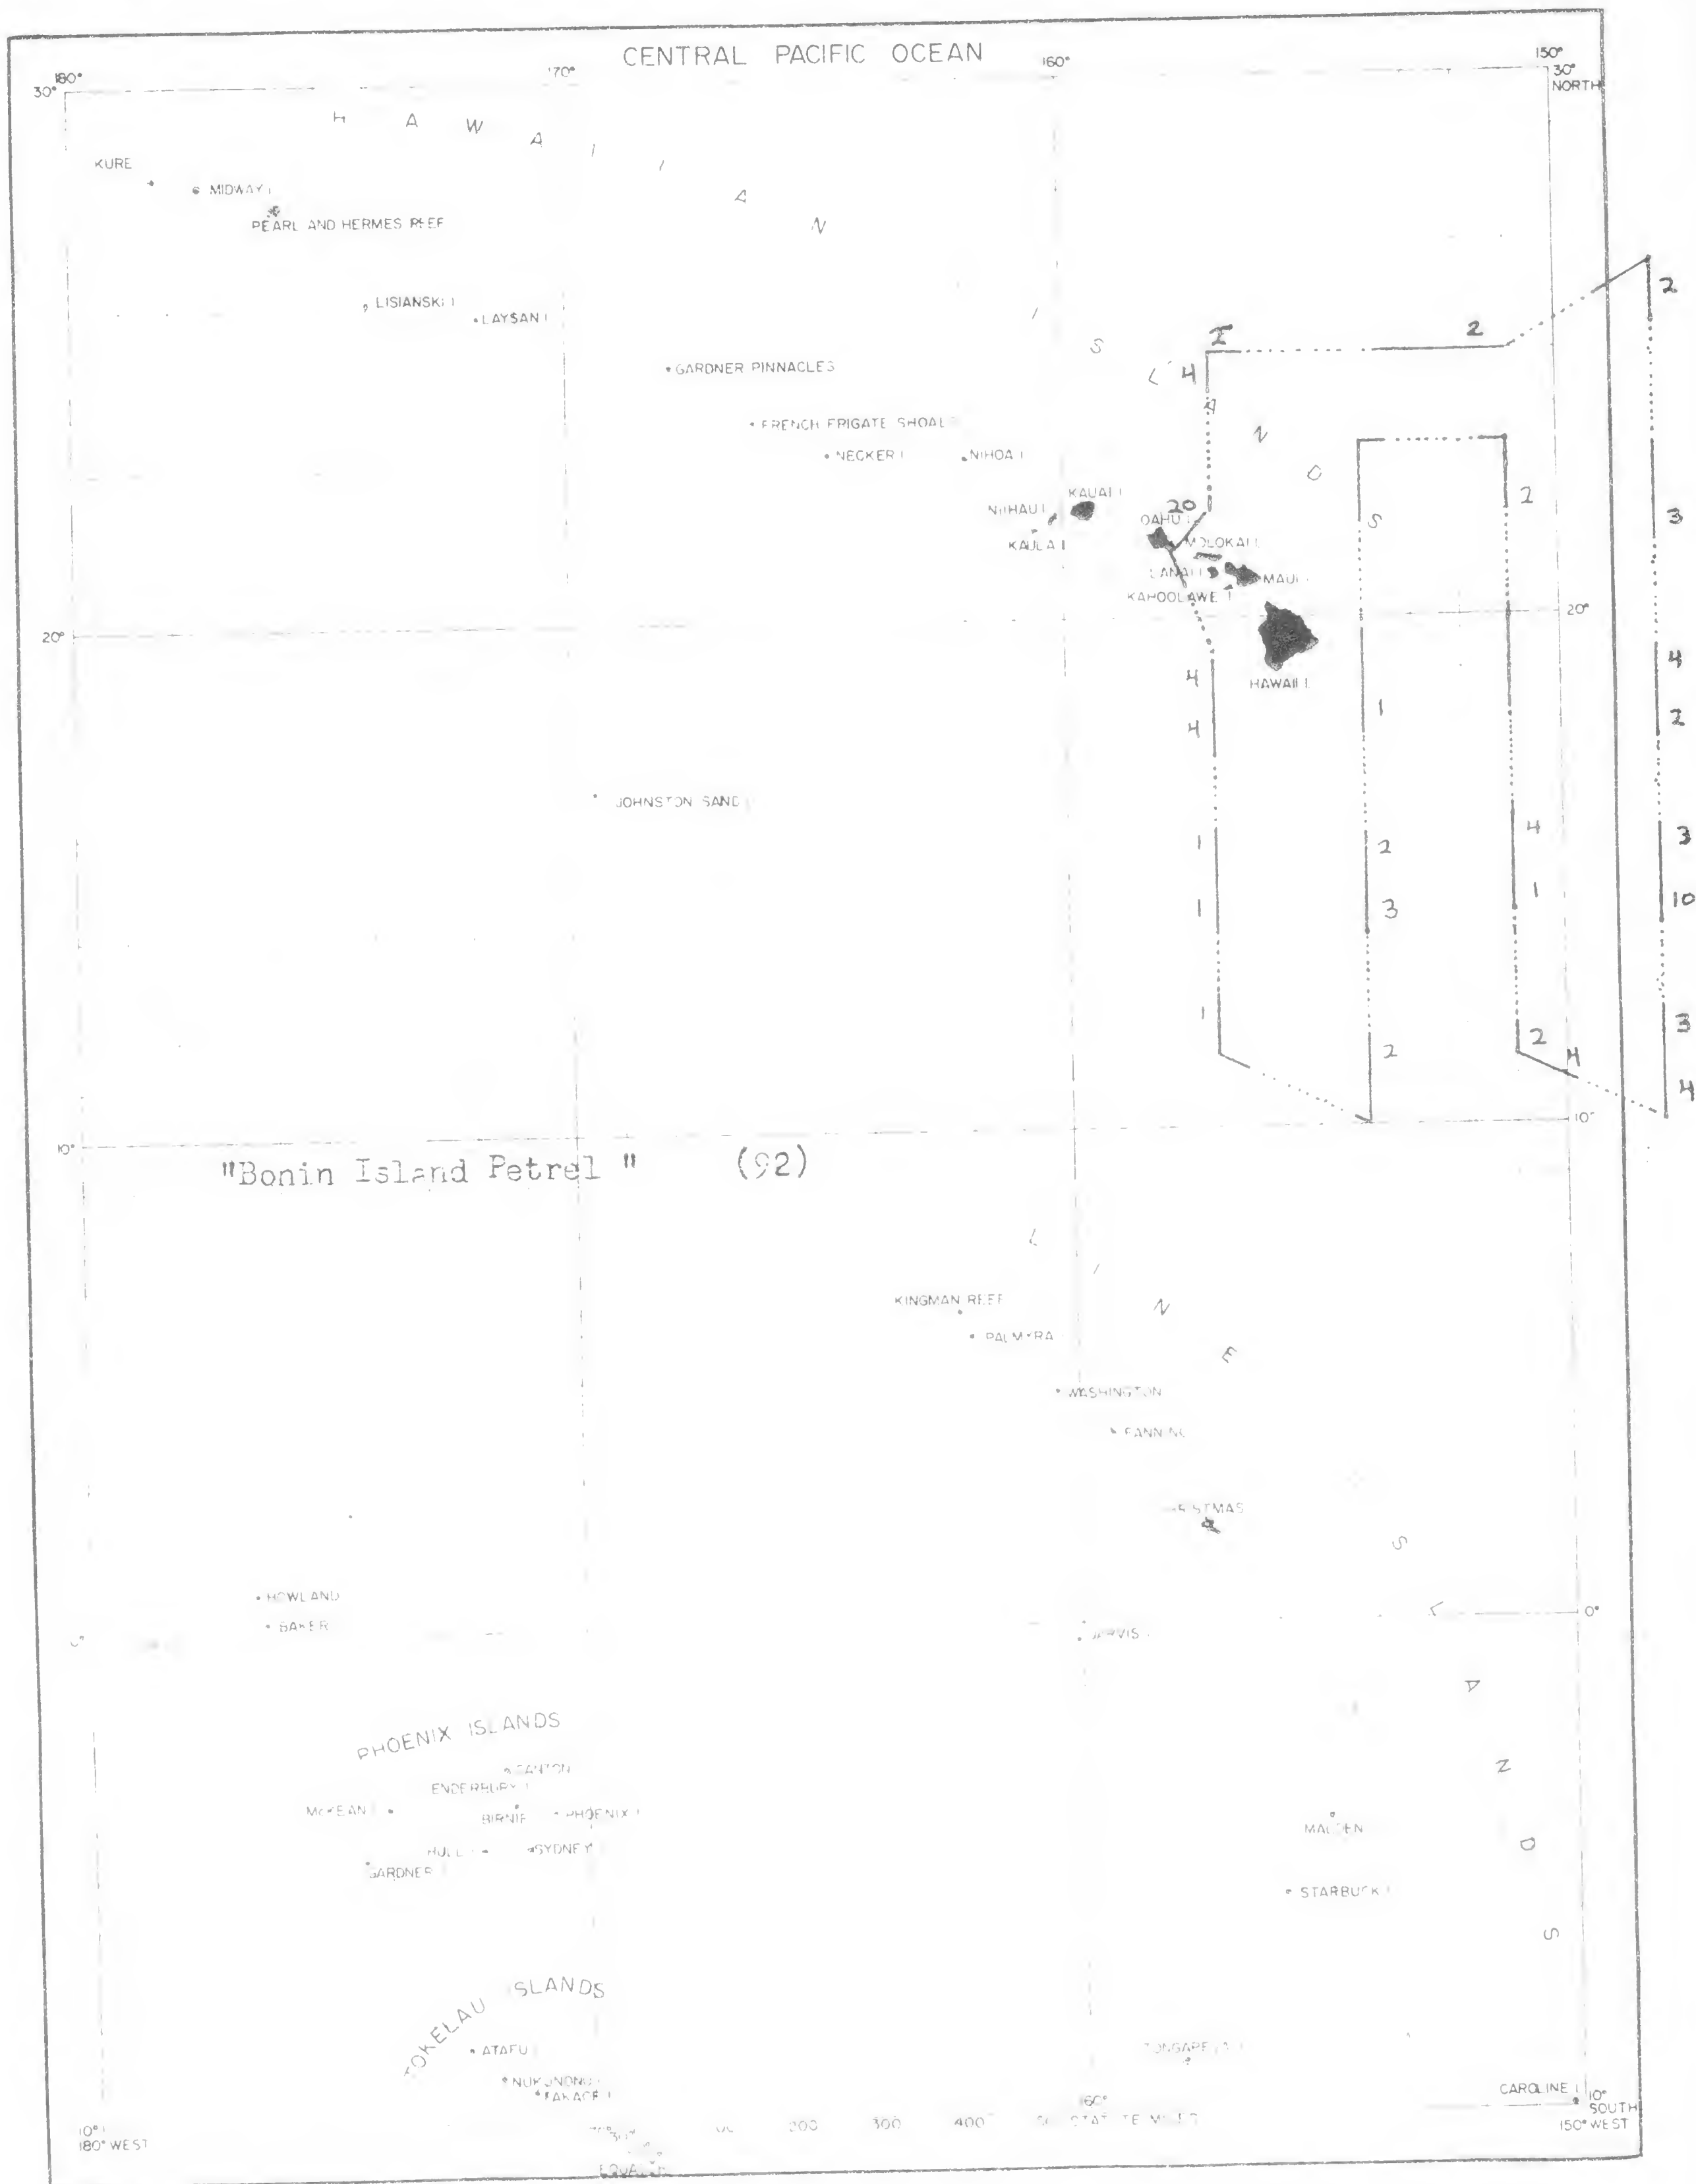 CENTRAL PACIFIC OCEAN
180° 170° 160° 150°
30° 30°
NORTH
H A W A I I A N I S L A N D S
KURE
MIDWAY I
PEARL AND HERMES REEF
2
LISIANSKI I
LAYSAN I
I 2
4
GARDNER PINNACLES
FRENCH FRIGATE SHOAL
NECKER I NIHOA I
KAUAI I
NIIHAU I 20 2
OAHU I 3
KAULA I MOLOKAI I
LANAI I MAUI I
KAHOOLAWE I
20° 20°
4 HAWAII I. 4
4 1 2
JOHNSTON SAND
1 2 4 3
1 3 1 10
1 2 2 4 3
4
10° 10°
"Bonin Island Petrel " (92)
L I N E I S L A N D S
KINGMAN REEF
PALMYRA
WASHINGTON
FANNING
HOWLAND
BAKER
0°
JARVIS
PHOENIX ISLANDS
CANTON
ENDERBURY I
McKEAN I BIRNIE PHOENIX I
HULL SYDNEY
GARDNER
MALDEN
STARBUCK I
TOKELAU ISLANDS
ATAFU
CAROLINE I
10° 160° 10°
SOUTH
180° WEST 200 300 400 150° WEST
EQUATOR